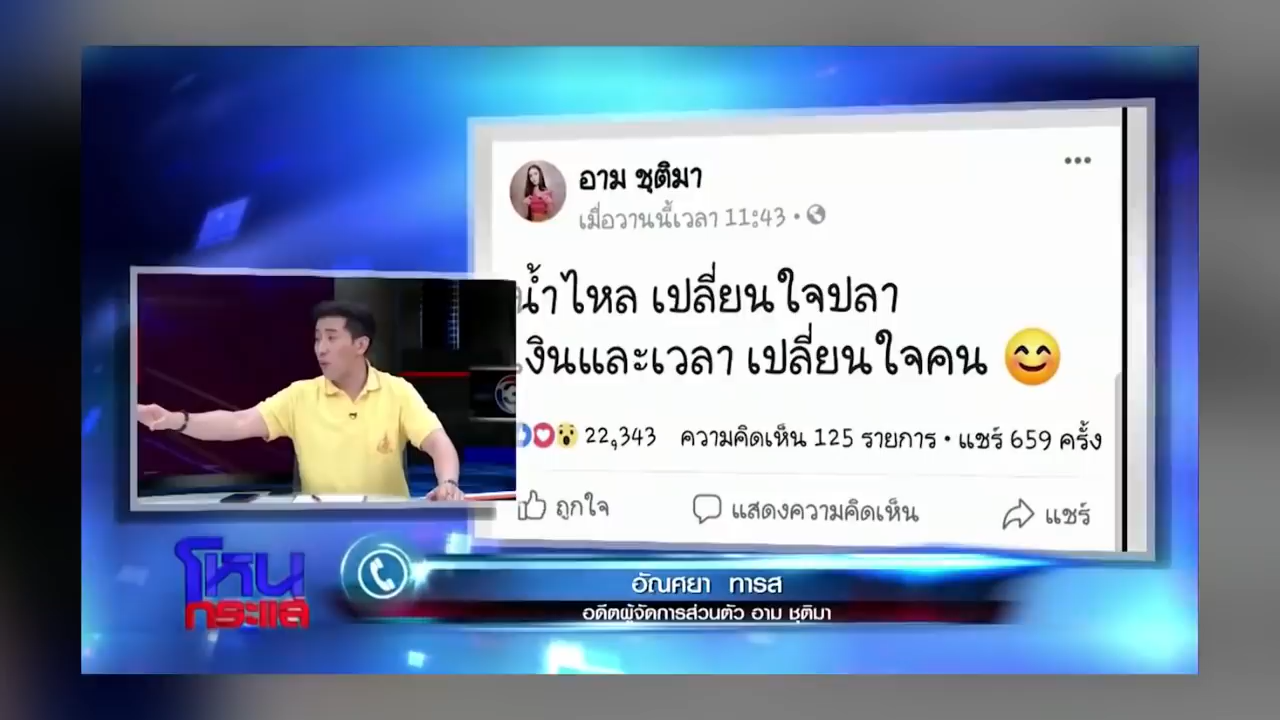 อาม ชุติมา
เมื่อวานนี้เวลา 11:43 •
น้ำไหล เปลี่ยนใจปลา
เงินและเวลา เปลี่ยนใจคน 😊
22,343 ความคิดเห็น 125 รายการ • แชร์ 659 ครั้ง
ถูกใจ แสดงความคิดเห็น แชร์
โหน
กระแส
อัณศยา ทารส
อดีตผู้จัดการส่วนตัว อาม ชุติมา